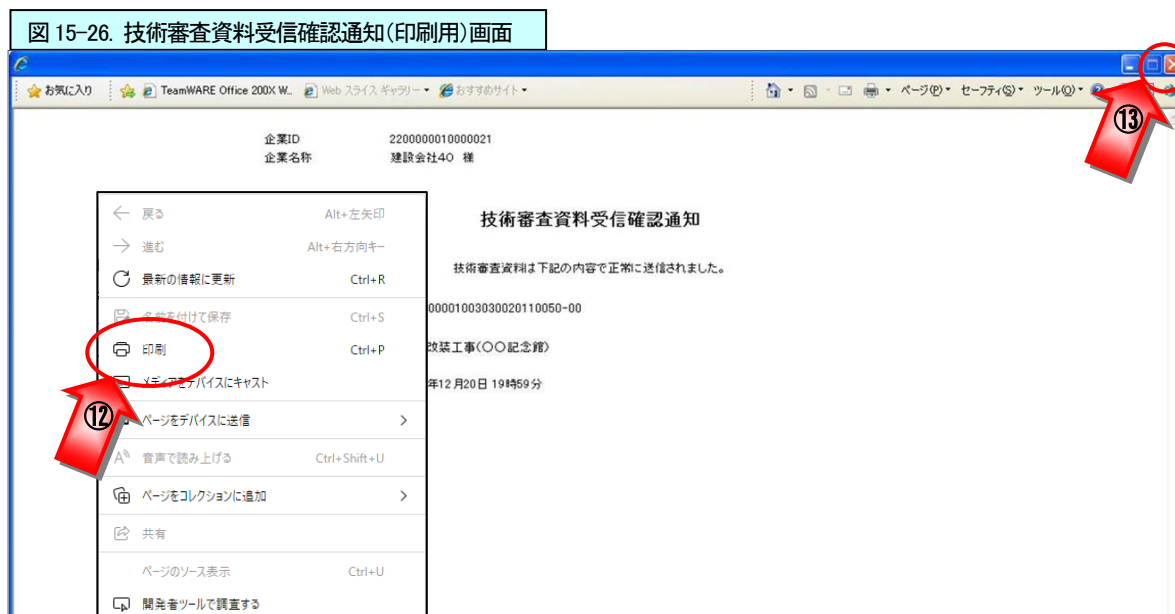 図 15-26. 技術審査資料受信確認通知(印刷用)画面
お気に入り TeamWARE Office 200X W... Web スライス ギャラリー おすすめサイト ページ(P) セーフティ(S) ツール(O)
⑬
企業ID 2200000010000021
企業名称 建設会社40 様
技術審査資料受信確認通知
技術審査資料は下記の内容で正常に送信されました。
00001003030020110050-00
改装工事(〇〇記念館)
年12月20日 19時59分
戻る Alt+左矢印
進む Alt+右方向キー
最新の情報に更新 Ctrl+R
名前を付けて保存 Ctrl+S
印刷 Ctrl+P
メディアをデバイスにキャスト
⑫
ページをデバイスに送信
音声で読み上げる Ctrl+Shift+U
ページをコレクションに追加
共有
ページのソース表示 Ctrl+U
開発者ツールで調査する